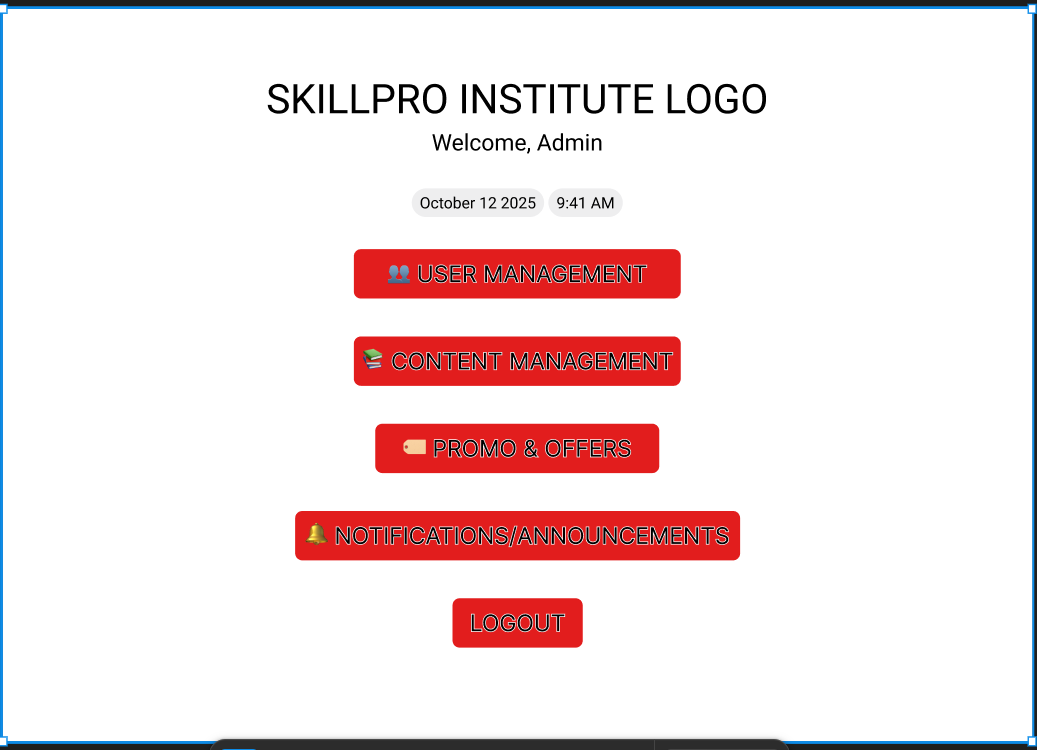 SKILLPRO INSTITUTE LOGO
Welcome, Admin
October 12 2025 9:41 AM
👥 USER MANAGEMENT
📚 CONTENT MANAGEMENT
🏷️ PROMO & OFFERS
🔔 NOTIFICATIONS/ANNOUNCEMENTS
LOGOUT